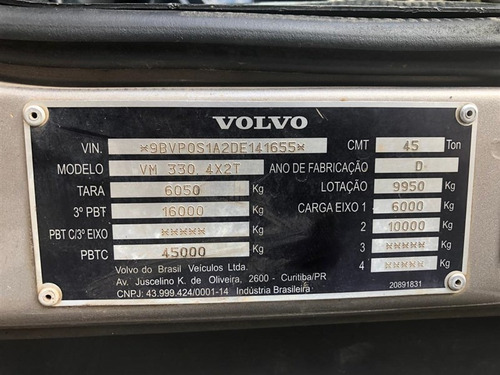 VOLVO
VIN. *9BVP0S1A2DE141655* CMT 45 Ton
MODELO VM 330 4X2T ANO DE FABRICAÇÃO D
TARA 6050 Kg LOTAÇÃO 9950 Kg
3º PBT 16000 Kg CARGA EIXO 1 6000 Kg
PBT C/3º EIXO ***** Kg 2 10000 Kg
PBTC 45000 Kg 3 ***** Kg
4 ***** Kg
Volvo do Brasil Veículos Ltda.
Av. Juscelino K. de Oliveira, 2600 - Curitiba/PR
CNPJ: 43.999.424/0001-14 Indústria Brasileira
20891831